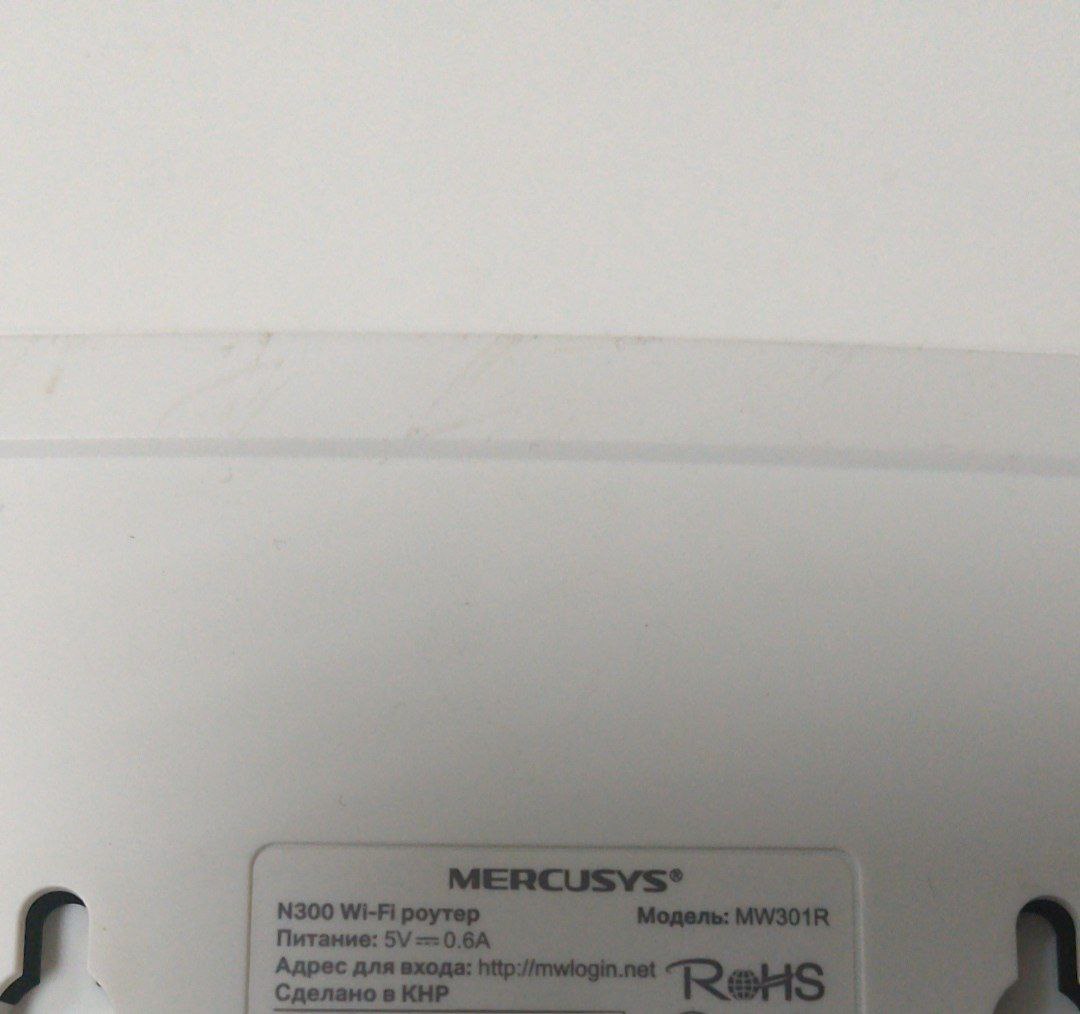 MERCUSYS®
N300 Wi-Fi роутер Модель: MW301R
Питание: 5V⎓0.6A
Адрес для входа: http://mwlogin.net
RoHS
Сделано в КНР